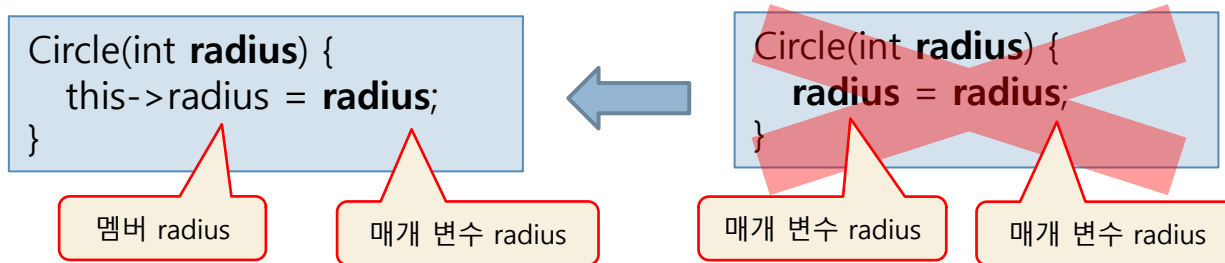 Circle(int radius) {
this->radius = radius;
}
멤버 radius
매개 변수 radius
Circle(int radius) {
radius = radius;
}
매개 변수 radius
매개 변수 radius